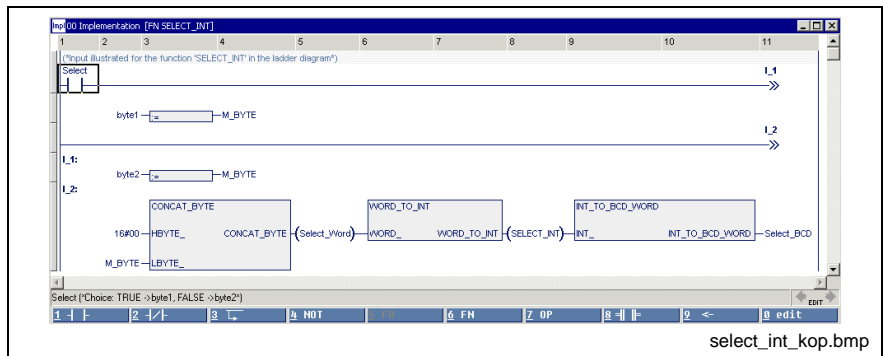 Imp 00 Implementation [FN SELECT_INT]
1 2 3 4 5 6 7 8 9 10 11
(*Input illustrated for the function 'SELECT_INT' in the ladder diagram*)
Select I_1
byte1 := M_BYTE
I_2
I_1:
byte2 := M_BYTE
I_2:
CONCAT_BYTE WORD_TO_INT INT_TO_BCD_WORD
16#00 HBYTE_ CONCAT_BYTE (Select_Word) WORD_ WORD_TO_INT (SELECT_INT) INT_ INT_TO_BCD_WORD Select_BCD
M_BYTE LBYTE_
Select (*Choice: TRUE ->byte1, FALSE ->byte2*) EDIT
1 ┤ ├ 2 ┤/├ 3 4 NOT 5 FB 6 FN 7 OP 8 9 <- 0 edit
select_int_kop.bmp